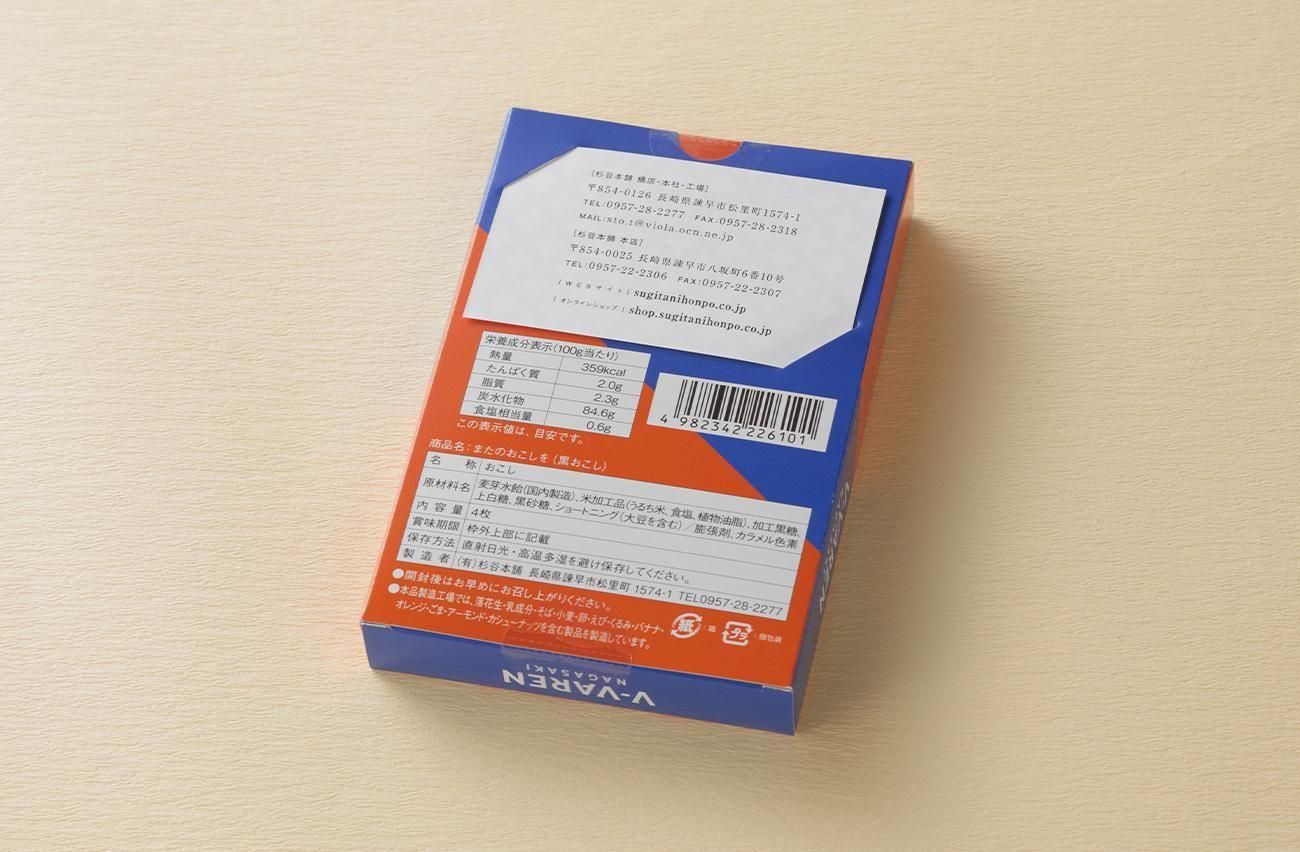 [杉谷本舗 橘店・本社・工場]
〒854-0126 長崎県諫早市松里町1574-1
TEL:0957-28-2277 FAX:0957-28-2318
MAIL:sto.t@viola.ocn.ne.jp
[杉谷本舗 本店]
〒854-0025 長崎県諫早市八坂町6番10号
TEL:0957-22-2306 FAX:0957-22-2307
|WEBサイト| sugitanihonpo.co.jp
|オンラインショップ| shop.sugitanihonpo.co.jp
栄養成分表示(100g当たり)
熱量 359kcal
たんぱく質 2.0g
脂質 2.3g
炭水化物 84.6g
食塩相当量 0.6g
この表示値は、目安です。
4 982342 226101
商品名:またのおこしを(黒おこし)
名称 おこし
原材料名 麦芽水飴(国内製造)、米加工品(うるち米、食塩、植物油脂)、加工黒糖、
上白糖、黒砂糖、ショートニング(大豆を含む)/膨張剤、カラメル色素
内容量 4枚
賞味期限 枠外上部に記載
保存方法 直射日光・高温多湿を避け保存してください。
製造者 (有)杉谷本舗 長崎県諫早市松里町1574-1 TEL0957-28-2277
●開封後はお早めにお召し上がりください。
●本品製造工場では、落花生・乳成分・そば・小麦・卵・えび・くるみ・バナナ・
オレンジ・ごま・アーモンド・カシューナッツを含む製品を製造しています。
紙:箱
プラ:個包装
V-VAREN
NAGASAKI